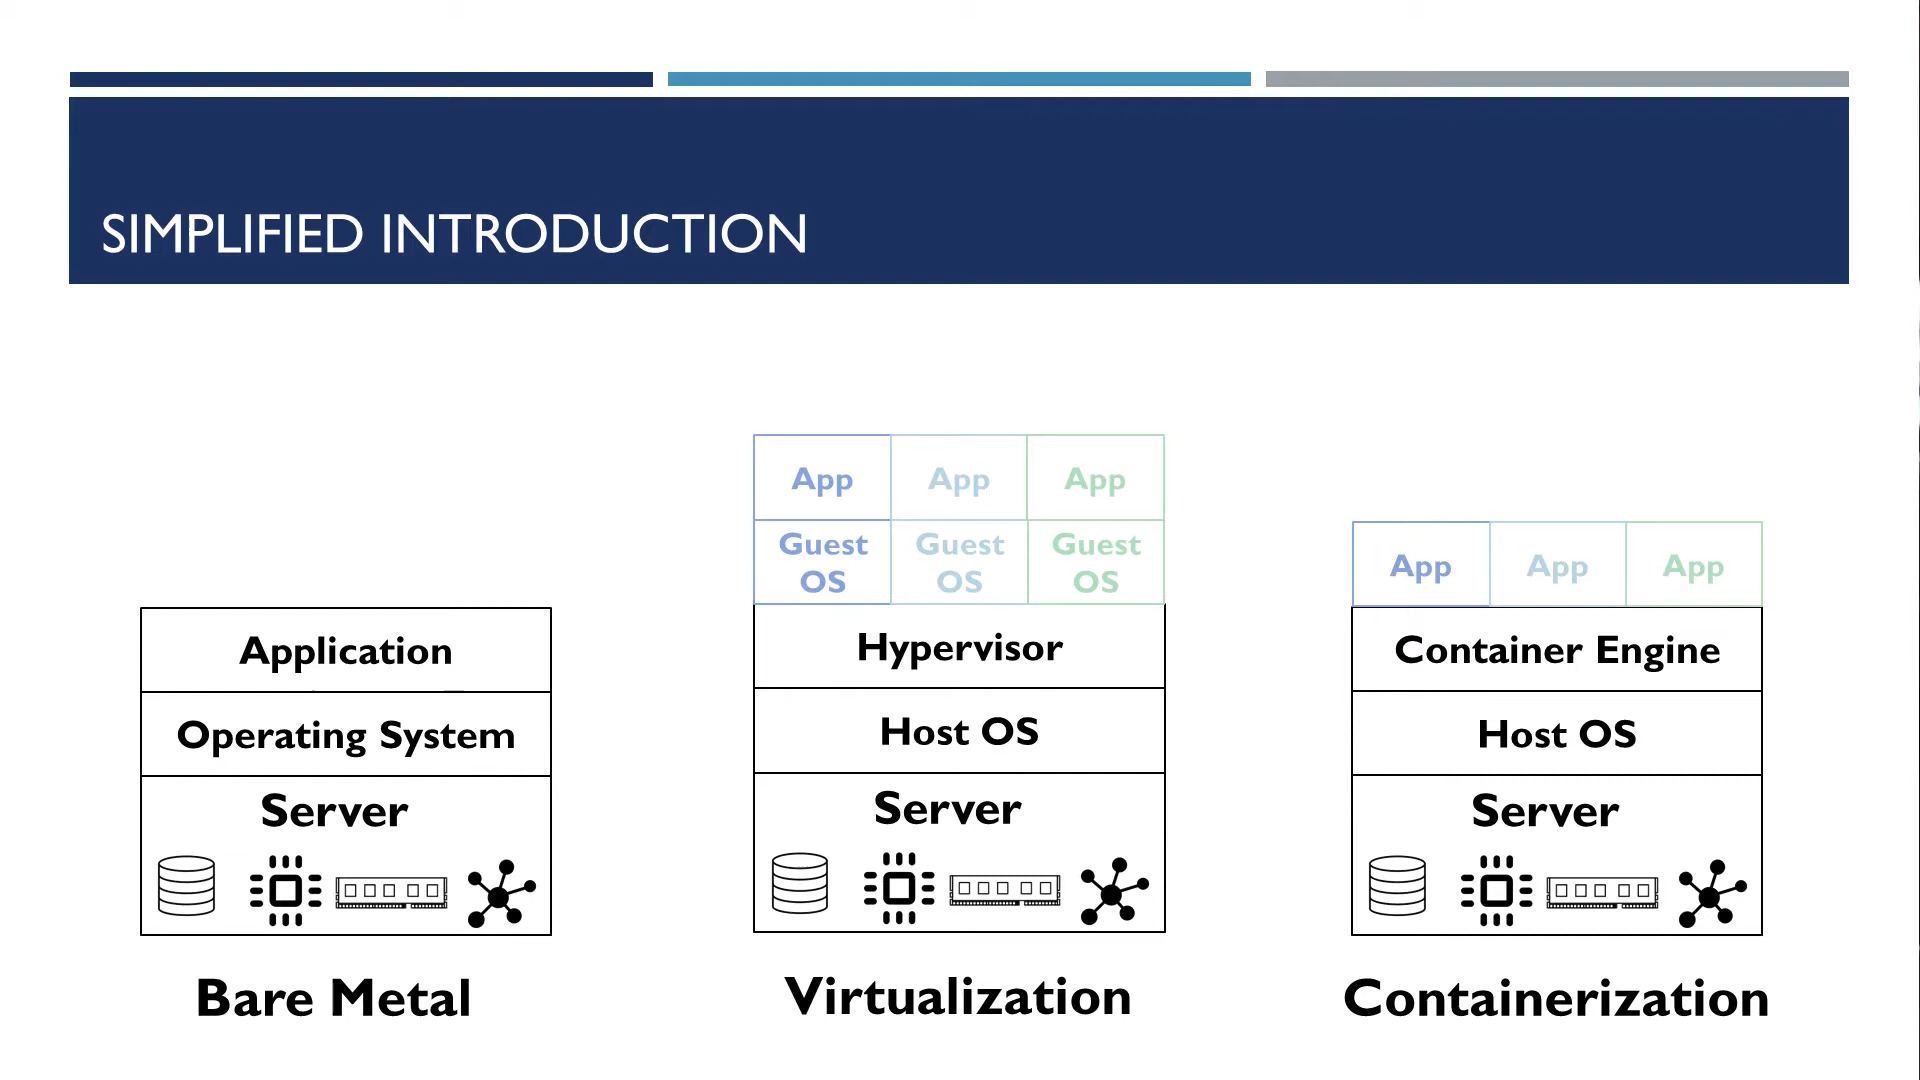 SIMPLIFIED INTRODUCTION
Application
Operating System
Server
Bare Metal
App App App
Guest Guest Guest
OS OS OS
Hypervisor
Host OS
Server
Virtualization
App App App
Container Engine
Host OS
Server
Containerization